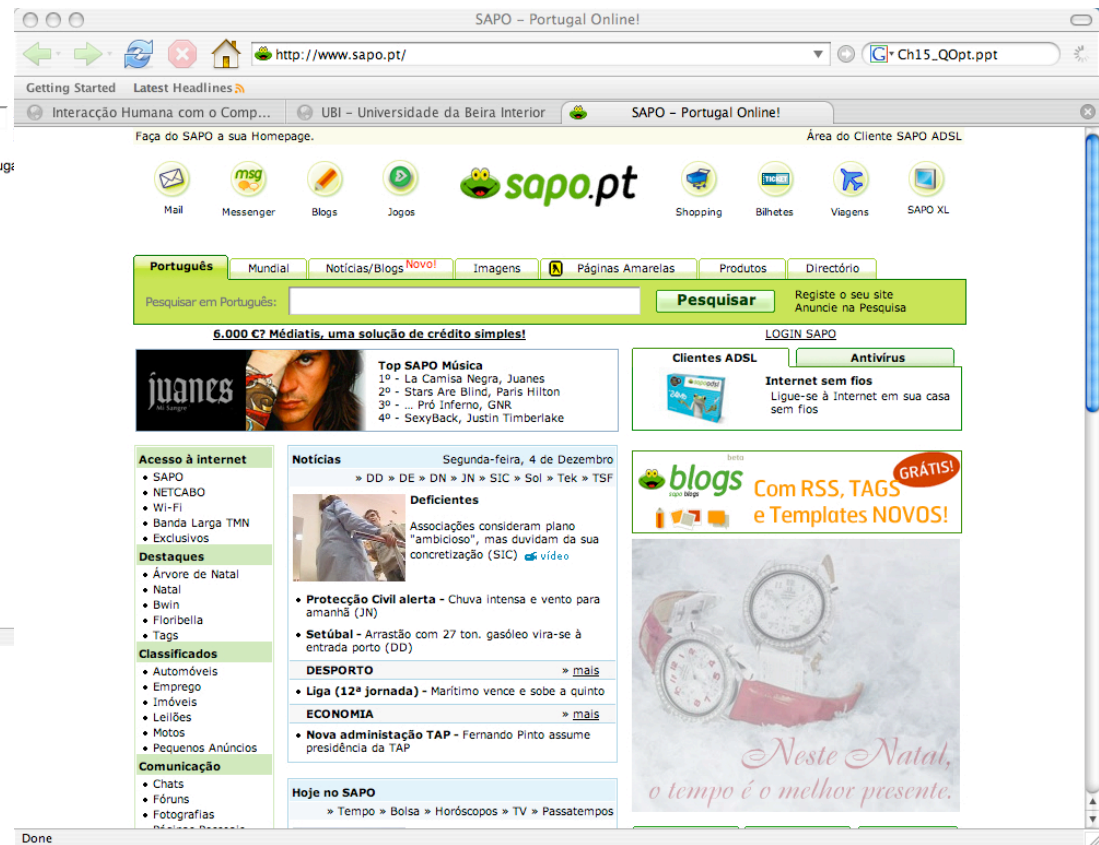 SAPO – Portugal Online!
http://www.sapo.pt/
G
Ch15_QOpt.ppt
Getting Started
Latest Headlines
Interacção Humana com o Comp...
UBI – Universidade da Beira Interior
SAPO – Portugal Online!
Faça do SAPO a sua Homepage.
Área do Cliente SAPO ADSL
msg
sapo.pt
TICKET
Mail
Messenger
Blogs
Jogos
Shopping
Bilhetes
Viagens
SAPO XL
Português
Mundial
Notícias/Blogs Novo!
Imagens
Páginas Amarelas
Produtos
Directório
Pesquisar em Português:
Pesquisar
Registe o seu site
Anuncie na Pesquisa
6.000 €? Médiatis, uma solução de crédito simples!
LOGIN SAPO
juanes
Mi Sangre
Top SAPO Música
1º - La Camisa Negra, Juanes
2º - Stars Are Blind, Paris Hilton
3º - ... Pró Inferno, GNR
4º - SexyBack, Justin Timberlake
Clientes ADSL
Antivírus
Internet sem fios
Ligue-se à Internet em sua casa
sem fios
Acesso à internet
• SAPO
• NETCABO
• Wi-Fi
• Banda Larga TMN
• Exclusivos
Destaques
• Árvore de Natal
• Natal
• Bwin
• Floribella
• Tags
Classificados
• Automóveis
• Emprego
• Imóveis
• Leilões
• Motos
• Pequenos Anúncios
Comunicação
• Chats
• Fóruns
• Fotografias
Notícias
Segunda-feira, 4 de Dezembro
» DD » DE » DN » JN » SIC » Sol » Tek » TSF
Deficientes
Associações consideram plano
"ambicioso", mas duvidam da sua
concretização (SIC) vídeo
• Protecção Civil alerta - Chuva intensa e vento para
amanhã (JN)
• Setúbal - Arrastão com 27 ton. gasóleo vira-se à
entrada porto (DD)
DESPORTO
» mais
• Liga (12ª jornada) - Marítimo vence e sobe a quinto
ECONOMIA
» mais
• Nova administação TAP - Fernando Pinto assume
presidência da TAP
Hoje no SAPO
» Tempo » Bolsa » Horóscopos » TV » Passatempos
beta
blogs
sapo blogs
GRÁTIS!
Com RSS, TAGS
e Templates NOVOS!
Neste Natal,
o tempo é o melhor presente.
Done